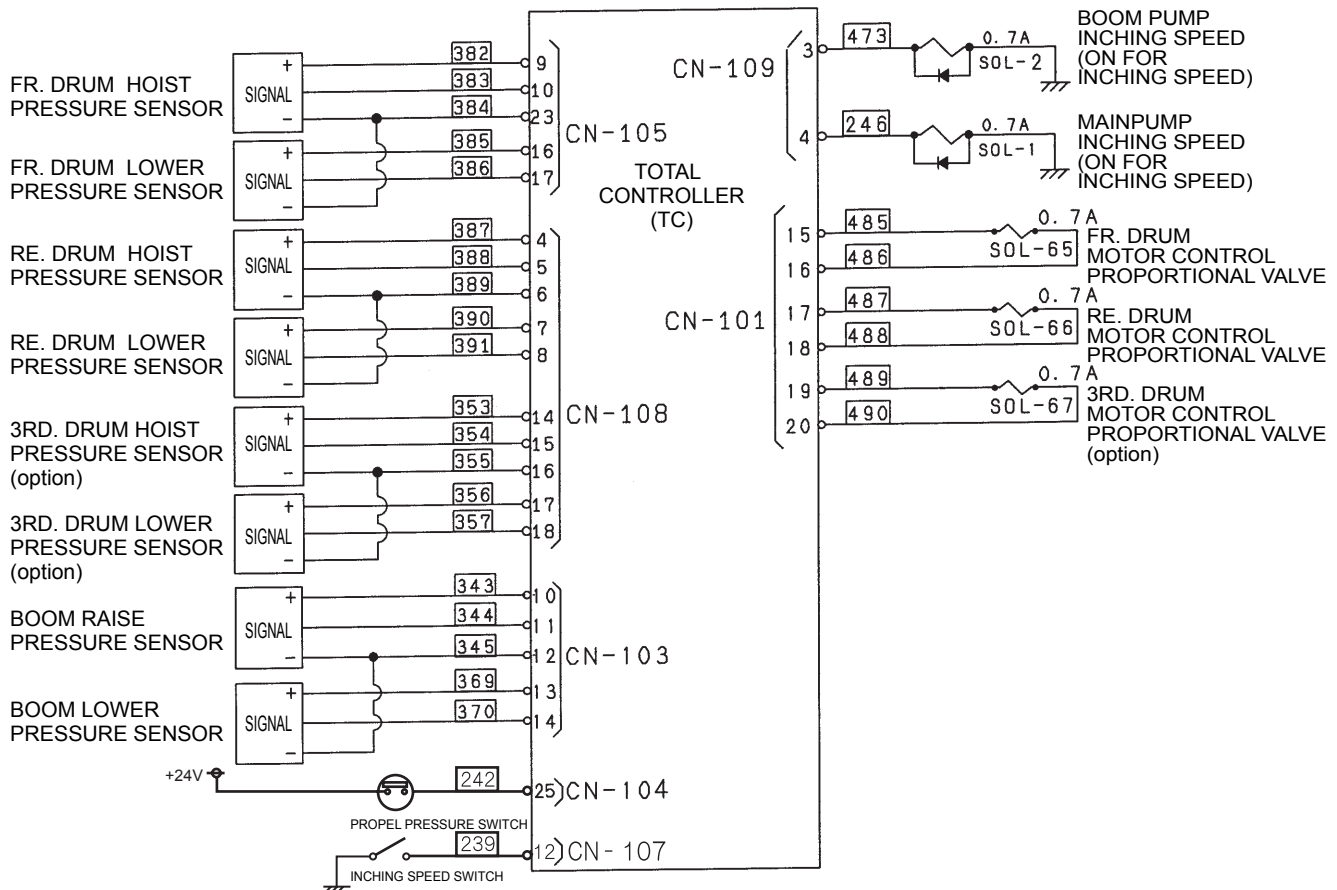 FR. DRUM HOIST
PRESSURE SENSOR
SIGNAL
+
−
382
383
384
9
10
23
FR. DRUM LOWER
PRESSURE SENSOR
SIGNAL
+
−
385
386
16
17
CN-105
RE. DRUM HOIST
PRESSURE SENSOR
SIGNAL
+
−
387
388
389
4
5
6
RE. DRUM LOWER
PRESSURE SENSOR
SIGNAL
+
−
390
391
7
8
3RD. DRUM HOIST
PRESSURE SENSOR
(option)
SIGNAL
+
−
353
354
355
14
15
16
CN-108
3RD. DRUM LOWER
PRESSURE SENSOR
(option)
SIGNAL
+
−
356
357
17
18
BOOM RAISE
PRESSURE SENSOR
SIGNAL
+
−
343
344
345
10
11
12
CN-103
BOOM LOWER
PRESSURE SENSOR
SIGNAL
+
−
369
370
13
14
+24V
242
25
CN-104
PROPEL PRESSURE SWITCH
239
12
CN-107
INCHING SPEED SWITCH
TOTAL
CONTROLLER
(TC)
CN-109
3
473
0.7A
SOL-2
BOOM PUMP
INCHING SPEED
(ON FOR
INCHING SPEED)
4
246
0.7A
SOL-1
MAINPUMP
INCHING SPEED
(ON FOR
INCHING SPEED)
CN-101
15
485
16
486
0.7A
SOL-65
FR. DRUM
MOTOR CONTROL
PROPORTIONAL VALVE
17
487
18
488
0.7A
SOL-66
RE. DRUM
MOTOR CONTROL
PROPORTIONAL VALVE
19
489
20
490
0.7A
SOL-67
3RD. DRUM
MOTOR CONTROL
PROPORTIONAL VALVE
(option)